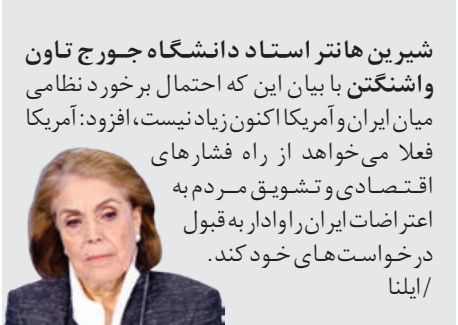 شیرین هانتر استاد دانشگاه جورج تاون
واشنگتن با بیان این که احتمال برخورد نظامی
میان ایران و آمریکا اکنون زیاد نیست، افزود: آمریکا
فعلا می‌خواهد از راه فشارهای
اقتصادی و تشویق مردم به
اعتراضات ایران را وادار به قبول
درخواست‌های خود کند.
/ایلنا